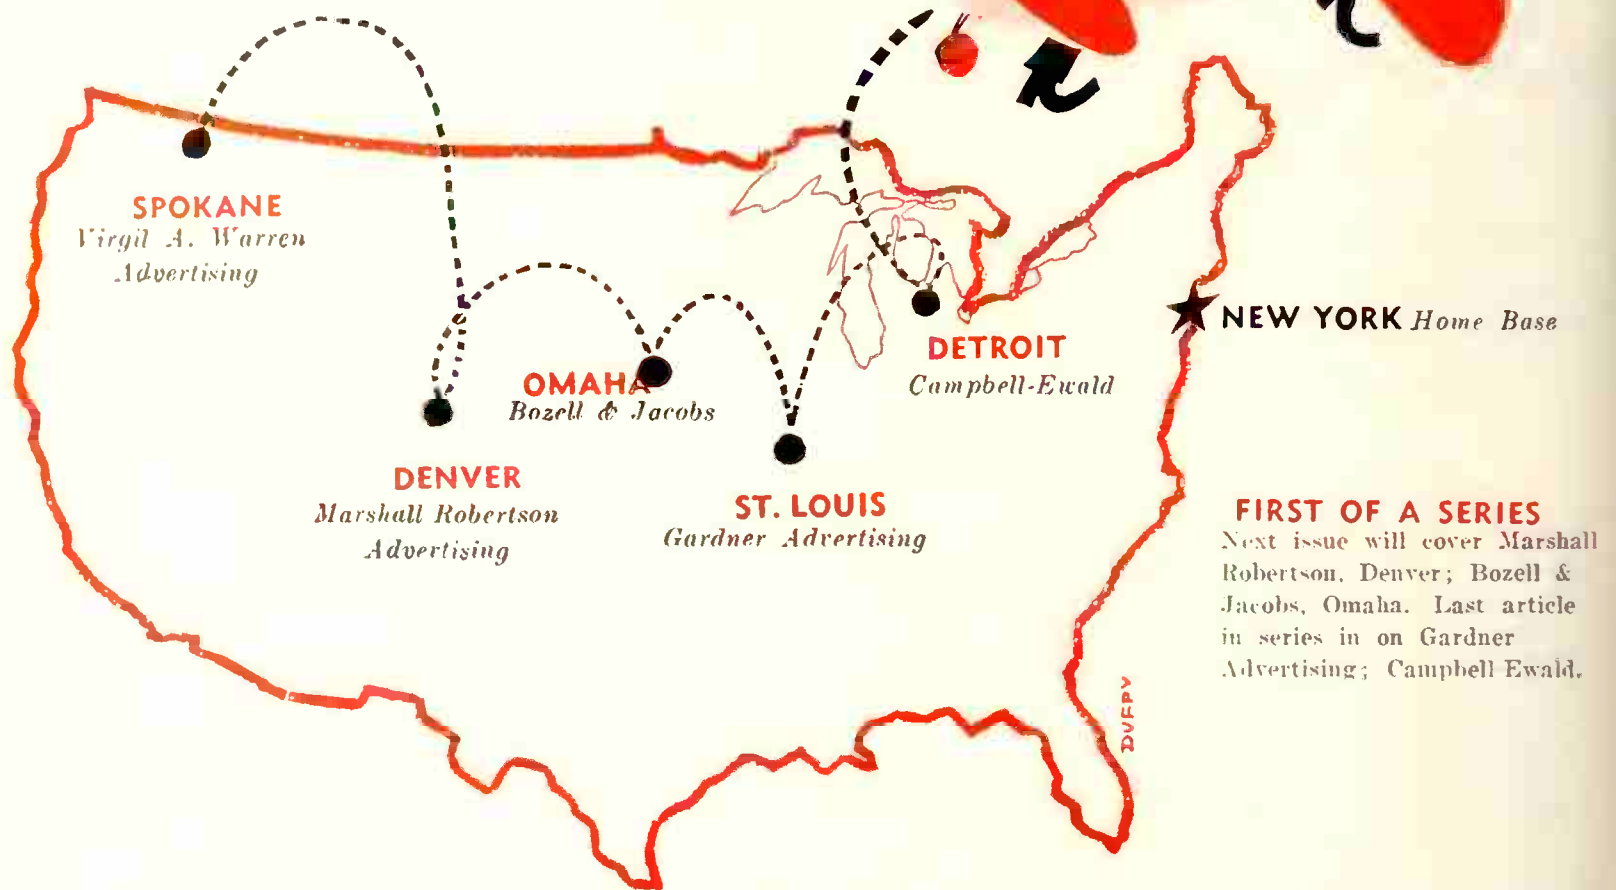 SPOKANE
Virgil A. Warren
Advertising
NEW YORK Home Base
DETROIT
Campbell-Ewald
OMAHA
Bozell & Jacobs
DENVER
Marshall Robertson
Advertising
ST. LOUIS
Gardner Advertising
FIRST OF A SERIES
Next issue will cover Marshall
Robertson, Denver; Bozell &
Jacobs, Omaha. Last article
in series in on Gardner
Advertising; Campbell Ewald.